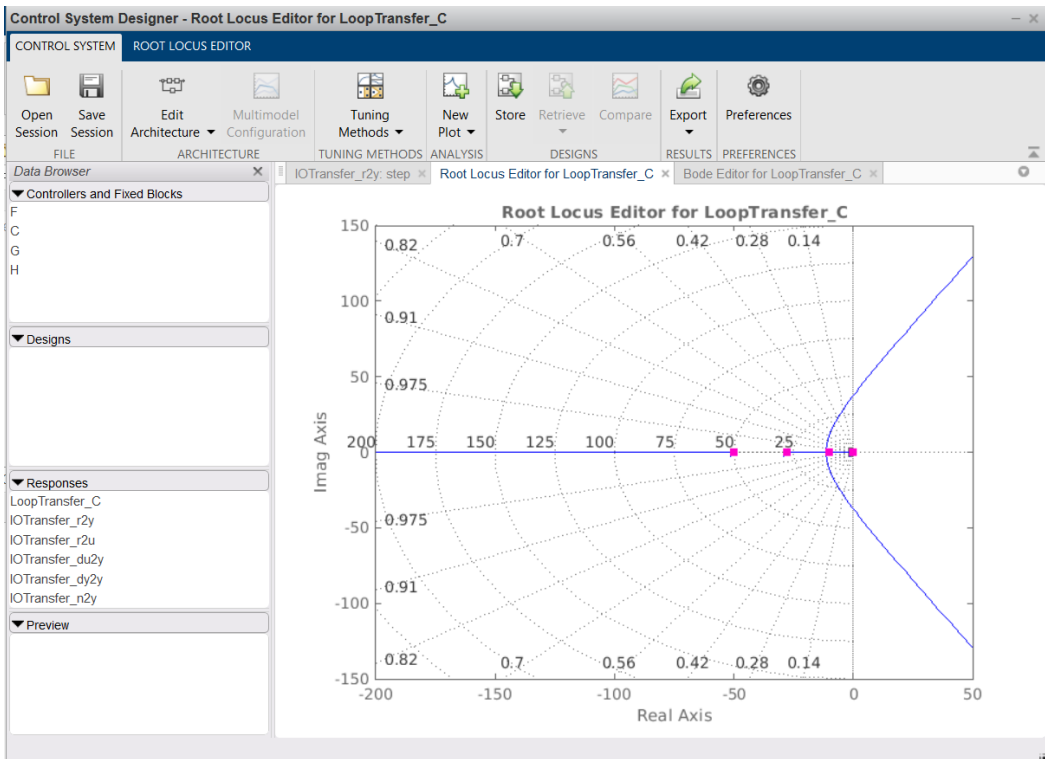 Control System Designer - Root Locus Editor for LoopTransfer_C
CONTROL SYSTEM ROOT LOCUS EDITOR
Open Session
Save Session
Edit Architecture
Multimodel Configuration
Tuning Methods
New Plot
Store
Retrieve
Compare
Export
Preferences
FILE ARCHITECTURE TUNING METHODS ANALYSIS DESIGNS RESULTS PREFERENCES
Data Browser
Controllers and Fixed Blocks
F
C
G
H
Designs
Responses
LoopTransfer_C
IOTransfer_r2y
IOTransfer_r2u
IOTransfer_du2y
IOTransfer_dy2y
IOTransfer_n2y
Preview
IOTransfer_r2y: step Root Locus Editor for LoopTransfer_C Bode Editor for LoopTransfer_C
Root Locus Editor for LoopTransfer_C
150
0.82 0.7 0.56 0.42 0.28 0.14
100
0.91
50
0.975
200 175 150 125 100 75 50 25
0
-50
0.975
-100
0.91
0.82 0.7 0.56 0.42 0.28 0.14
-150
-200 -150 -100 -50 0 50
Imag Axis
Real Axis